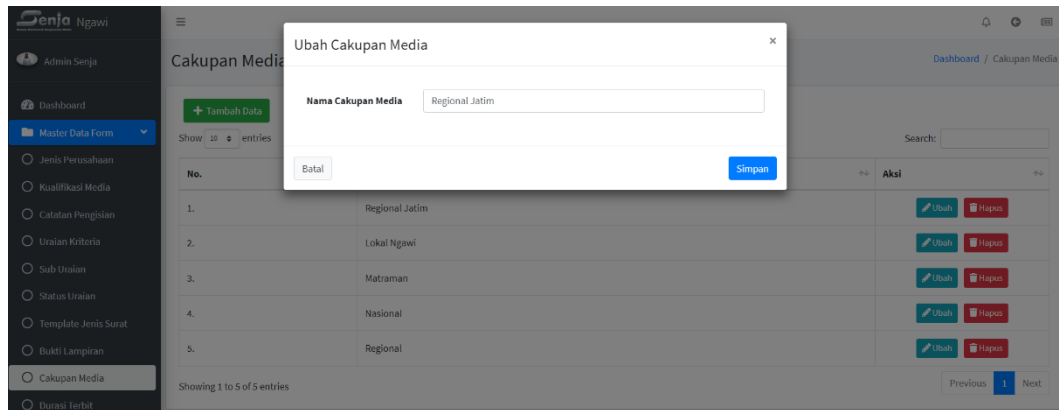 Senja Ngawi
Admin Senja
Dashboard
Master Data Form
Jenis Perusahaan
Kualifikasi Media
Catatan Pengisian
Uraian Kriteria
Sub Uraian
Status Uraian
Template Jenis Surat
Bukti Lampiran
Cakupan Media
Durasi Terbit
Cakupan Media
Dashboard / Cakupan Media
Ubah Cakupan Media ×
Nama Cakupan Media Regional Jatim
Batal Simpan
+ Tambah Data
Show 10 entries Search:
No. Aksi
1. Regional Jatim Ubah Hapus
2. Lokal Ngawi Ubah Hapus
3. Matraman Ubah Hapus
4. Nasional Ubah Hapus
5. Regional Ubah Hapus
Showing 1 to 5 of 5 entries Previous 1 Next